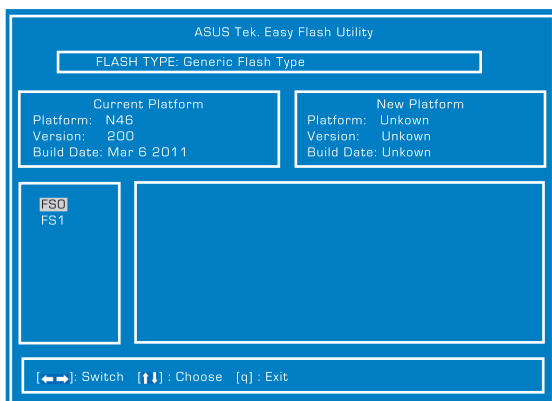 ASUS Tek. Easy Flash Utility
FLASH TYPE: Generic Flash Type
Current Platform
Platform: N46
Version: 200
Build Date: Mar 6 2011
New Platform
Platform: Unkown
Version: Unkown
Build Date: Unkown
FS0
FS1
[←→]: Switch [↑↓] : Choose [q] : Exit